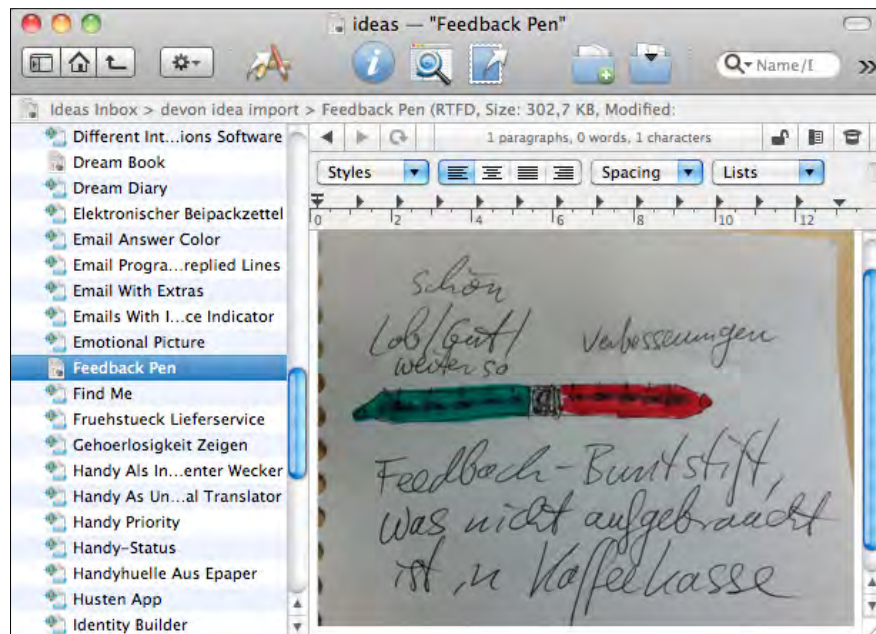 ideas — "Feedback Pen"
Name/I
Ideas Inbox > devon idea import > Feedback Pen (RTFD, Size: 302,7 KB, Modified:
Different Int...ions Software
Dream Book
Dream Diary
Elektronischer Beipackzettel
Email Answer Color
Email Progra...replied Lines
Email With Extras
Emails With I...ce Indicator
Emotional Picture
Feedback Pen
Find Me
Fruehstueck Lieferservice
Gehoerlosigkeit Zeigen
Handy Als In...enter Wecker
Handy As Un...al Translator
Handy Priority
Handy-Status
Handyhuelle Aus Epaper
Husten App
Identity Builder
1 paragraphs, 0 words, 1 characters
Styles Spacing Lists
0 2 4 6 8 10 12
schön
Lob/Gut/ Verbesserungen
weiter so
Feedback-Buntstift,
was nicht aufgebraucht
ist in Kaffeekasse